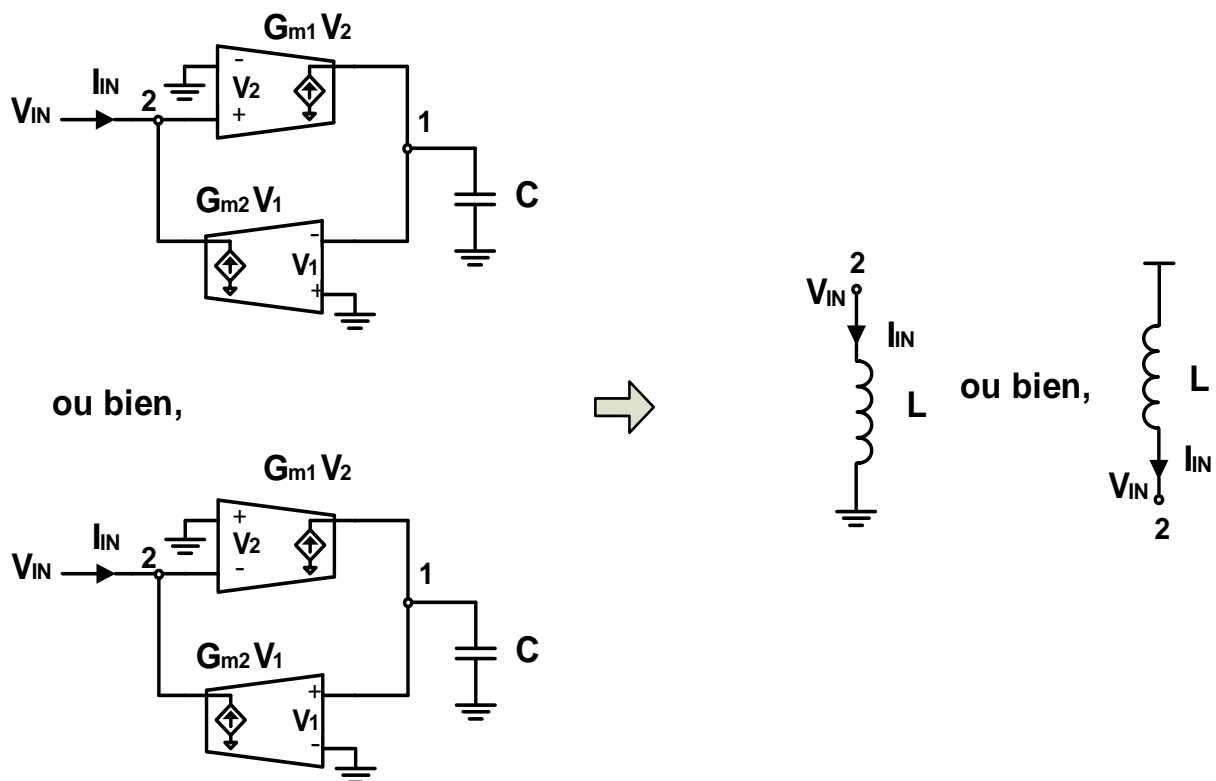 Gm1 V2
-
V2
+
IIN
VIN
2
1
Gm2 V1
-
V1
+
C
ou bien,
Gm1 V2
+
V2
-
IIN
VIN
2
1
Gm2 V1
+
V1
-
C
2
VIN
IIN
L
ou bien,
L
IIN
VIN
2